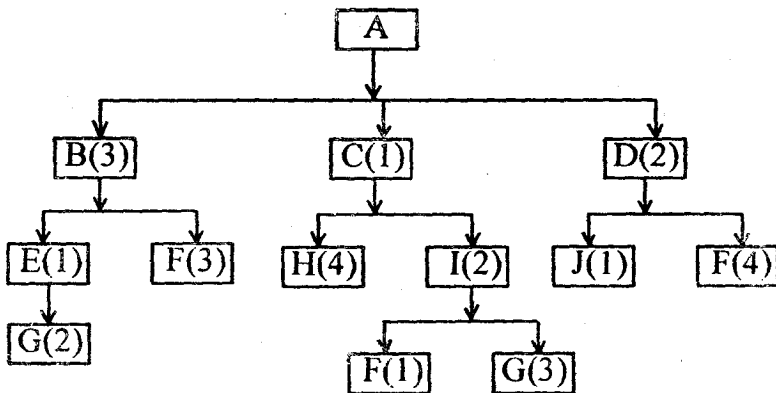 A
B(3) C(1) D(2)
E(1) F(3) H(4) I(2) J(1) F(4)
G(2)
F(1) G(3)